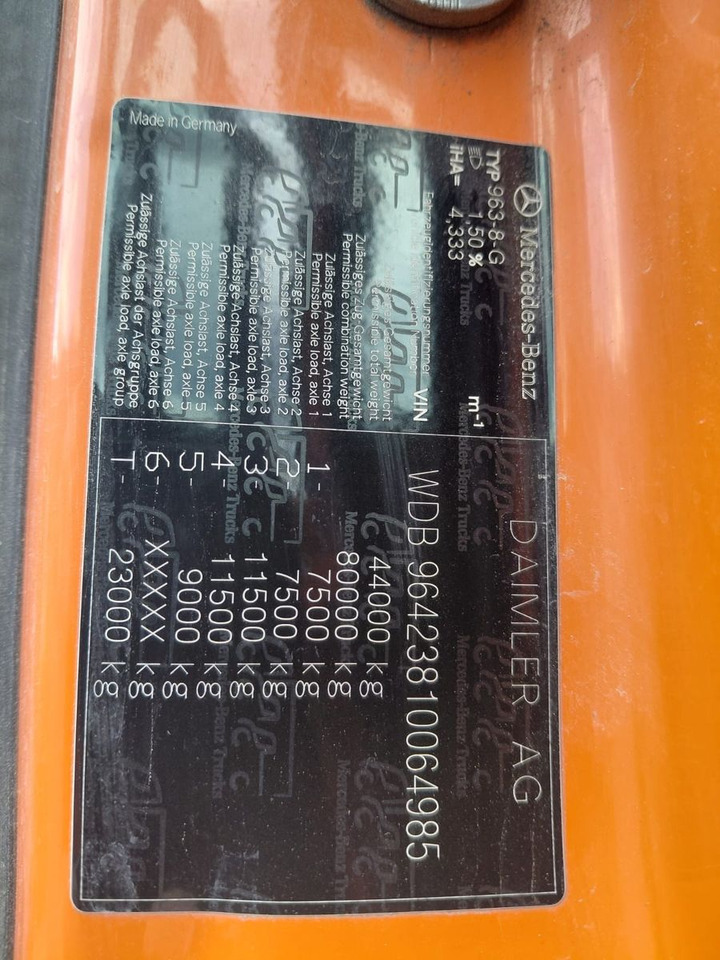 Mercedes-Benz
DAIMLER AG
TYP 963-8-G
1,50 % m-1
iHA= 4,333
Fahrzeugidentifizierungsnummer
VIN WDB 96423810064985
Zulässiges Gesamtgewicht
Permissible total weight 44000 kg
Zulässiges Zug-Gesamtgewicht
Permissible combination weight 80000 kg
Zulässige Achslast, Achse 1
Permissible axle load, axle 1 1- 7500 kg
Zulässige Achslast, Achse 2
Permissible axle load, axle 2 2- 7500 kg
Zulässige Achslast, Achse 3
Permissible axle load, axle 3 3- 11500 kg
Zulässige Achslast, Achse 4
Permissible axle load, axle 4 4- 11500 kg
Zulässige Achslast, Achse 5
Permissible axle load, axle 5 5- 9000 kg
Zulässige Achslast, Achse 6
Permissible axle load, axle 6 6- XXXXX kg
Zulässige Achslast der Achsgruppe
Permissible axle load, axle group T- 23000 kg
Made in Germany